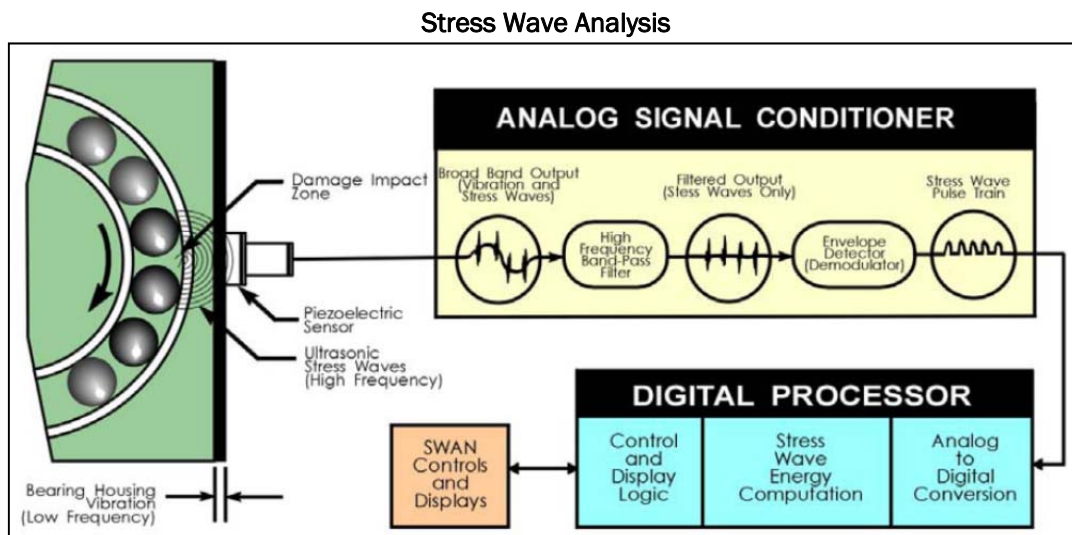 Stress Wave Analysis
ANALOG SIGNAL CONDITIONER
Broad Band Output
(Vibration and
Stress Waves)
Filtered Output
(Stess Waves Only)
Stress Wave
Pulse Train
High
Frequency
Band-Pass
Filter
Envelope
Detector
(Demodulator)
Damage Impact
Zone
Piezoelectric
Sensor
Ultrasonic
Stress Waves
(High Frequency)
Bearing Housing
Vibration
(Low Frequency)
DIGITAL PROCESSOR
SWAN
Controls
and
Displays
Control
and
Display
Logic
Stress
Wave
Energy
Computation
Analog
to
Digital
Conversion